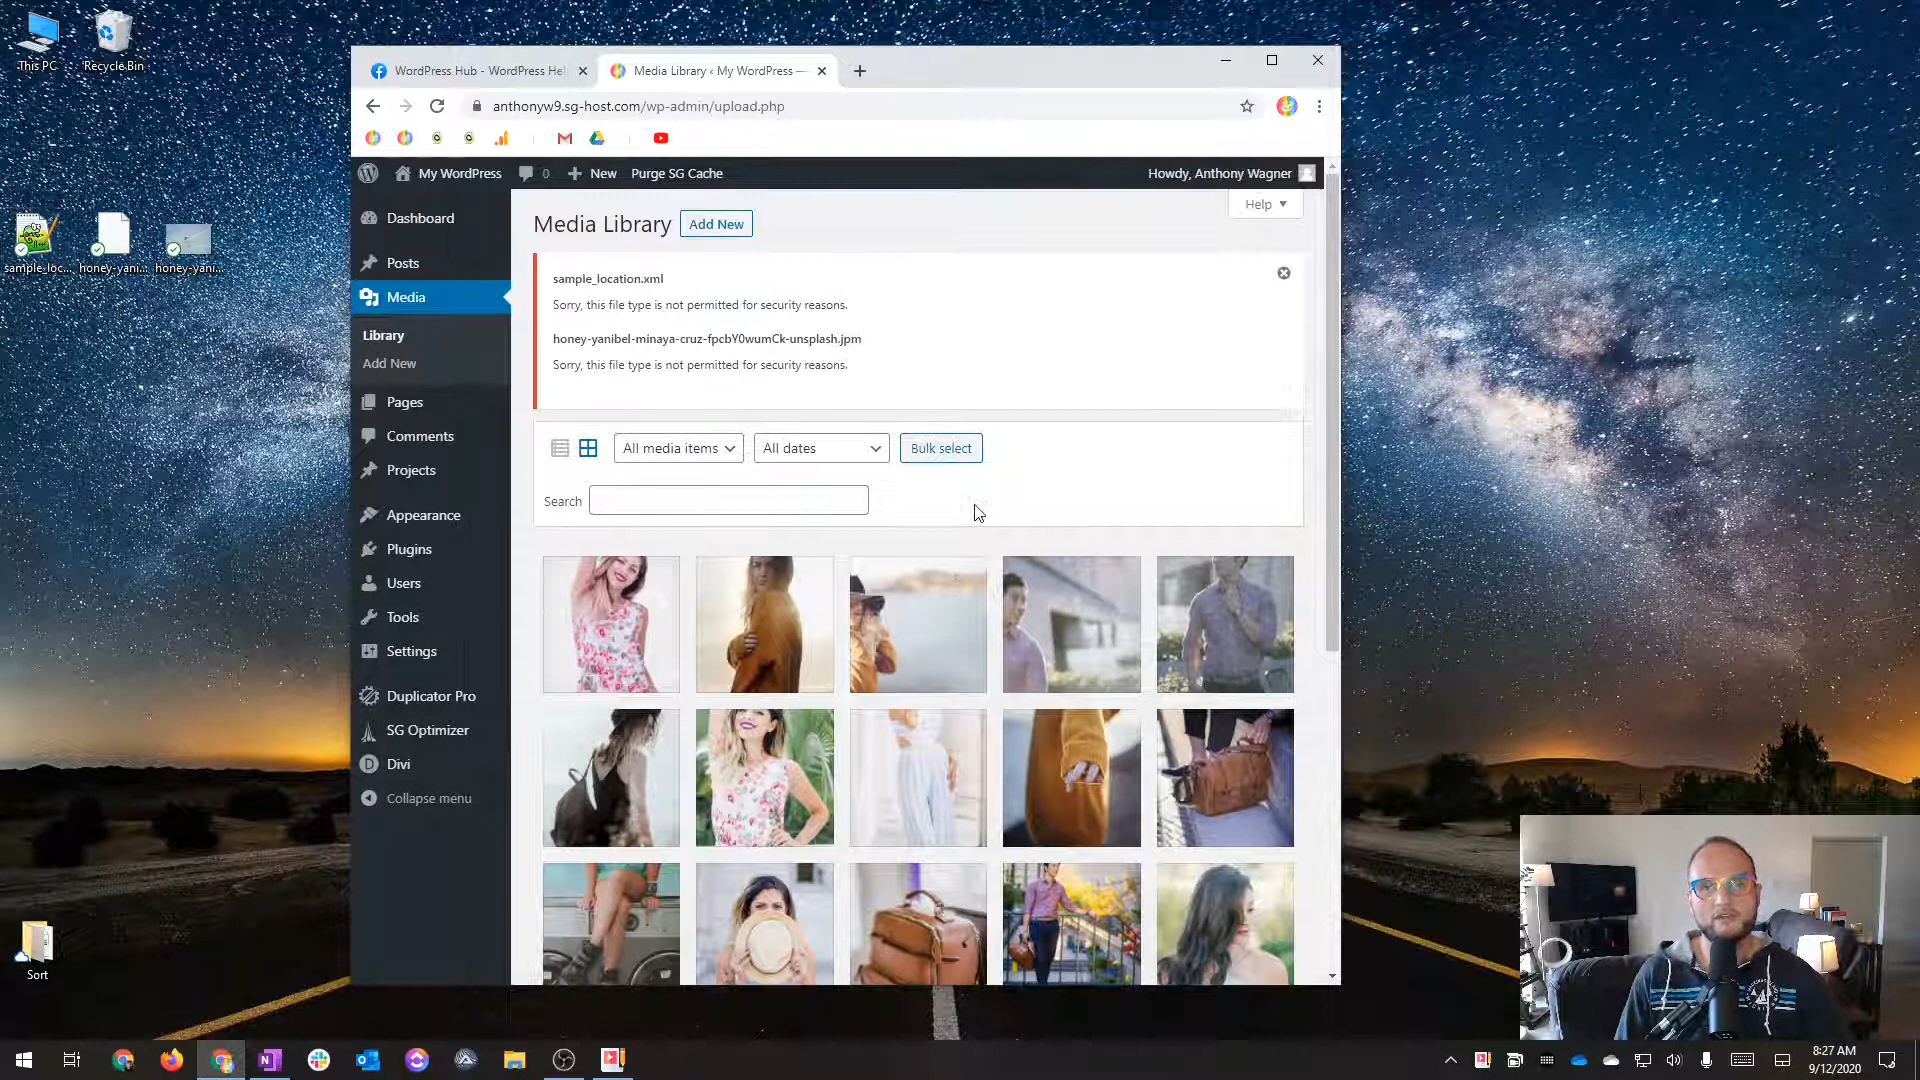 This PC
Recycle Bin
sample_loc...
honey-yani...
honey-yani...
Sort
WordPress Hub - WordPress Hel
Media Library ‹ My WordPress —
anthonyw9.sg-host.com/wp-admin/upload.php
My WordPress
0
New
Purge SG Cache
Howdy, Anthony Wagner
Dashboard
Posts
Media
Library
Add New
Pages
Comments
Projects
Appearance
Plugins
Users
Tools
Settings
Duplicator Pro
SG Optimizer
Divi
Collapse menu
Help
Media Library
Add New
sample_location.xml
Sorry, this file type is not permitted for security reasons.
honey-yanibel-minaya-cruz-fpcbY0wumCk-unsplash.jpm
Sorry, this file type is not permitted for security reasons.
All media items
All dates
Bulk select
Search
8:27 AM
9/12/2020